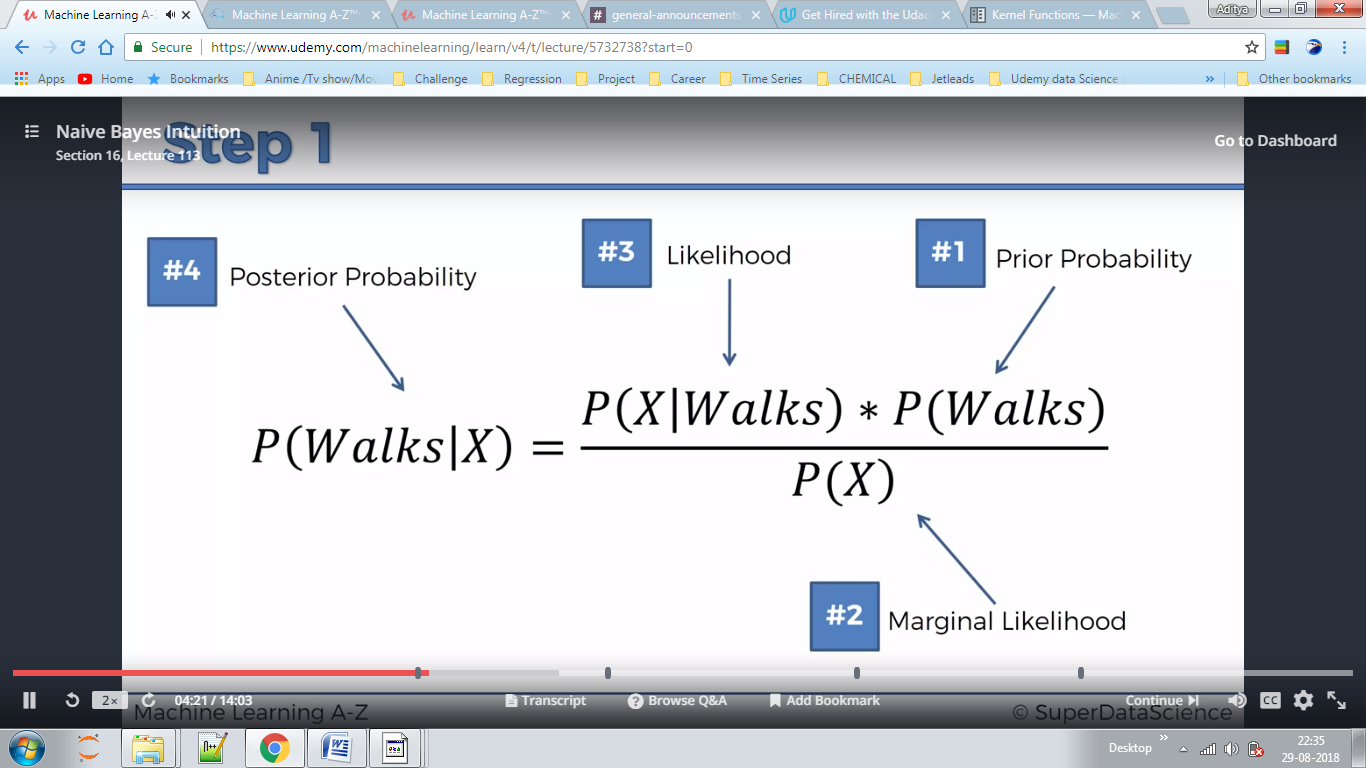 Machine Learning A-Z
Machine Learning A-Z™
Machine Learning A-Z™
general-announcements
Get Hired with the Udac
Kernel Functions — Mac
Aditya
Secure
https://www.udemy.com/machinelearning/learn/v4/t/lecture/5732738?start=0
Apps
Home
Bookmarks
Anime /Tv show/Mov
Challenge
Regression
Project
Career
Time Series
CHEMICAL
Jetleads
Udemy data Science
»
Other bookmarks
Naive Bayes Intuition
Section 16, Lecture 113
Go to Dashboard
Step 1
#4 Posterior Probability
#3 Likelihood
#1 Prior Probability
P(X|Walks) * P(Walks)
P(Walks|X) =
P(X)
#2 Marginal Likelihood
2×
04:21 / 14:03
Transcript
Browse Q&A
Add Bookmark
Continue
CC
Machine Learning A-Z
© SuperDataScience
Desktop
»
22:35
29-08-2018